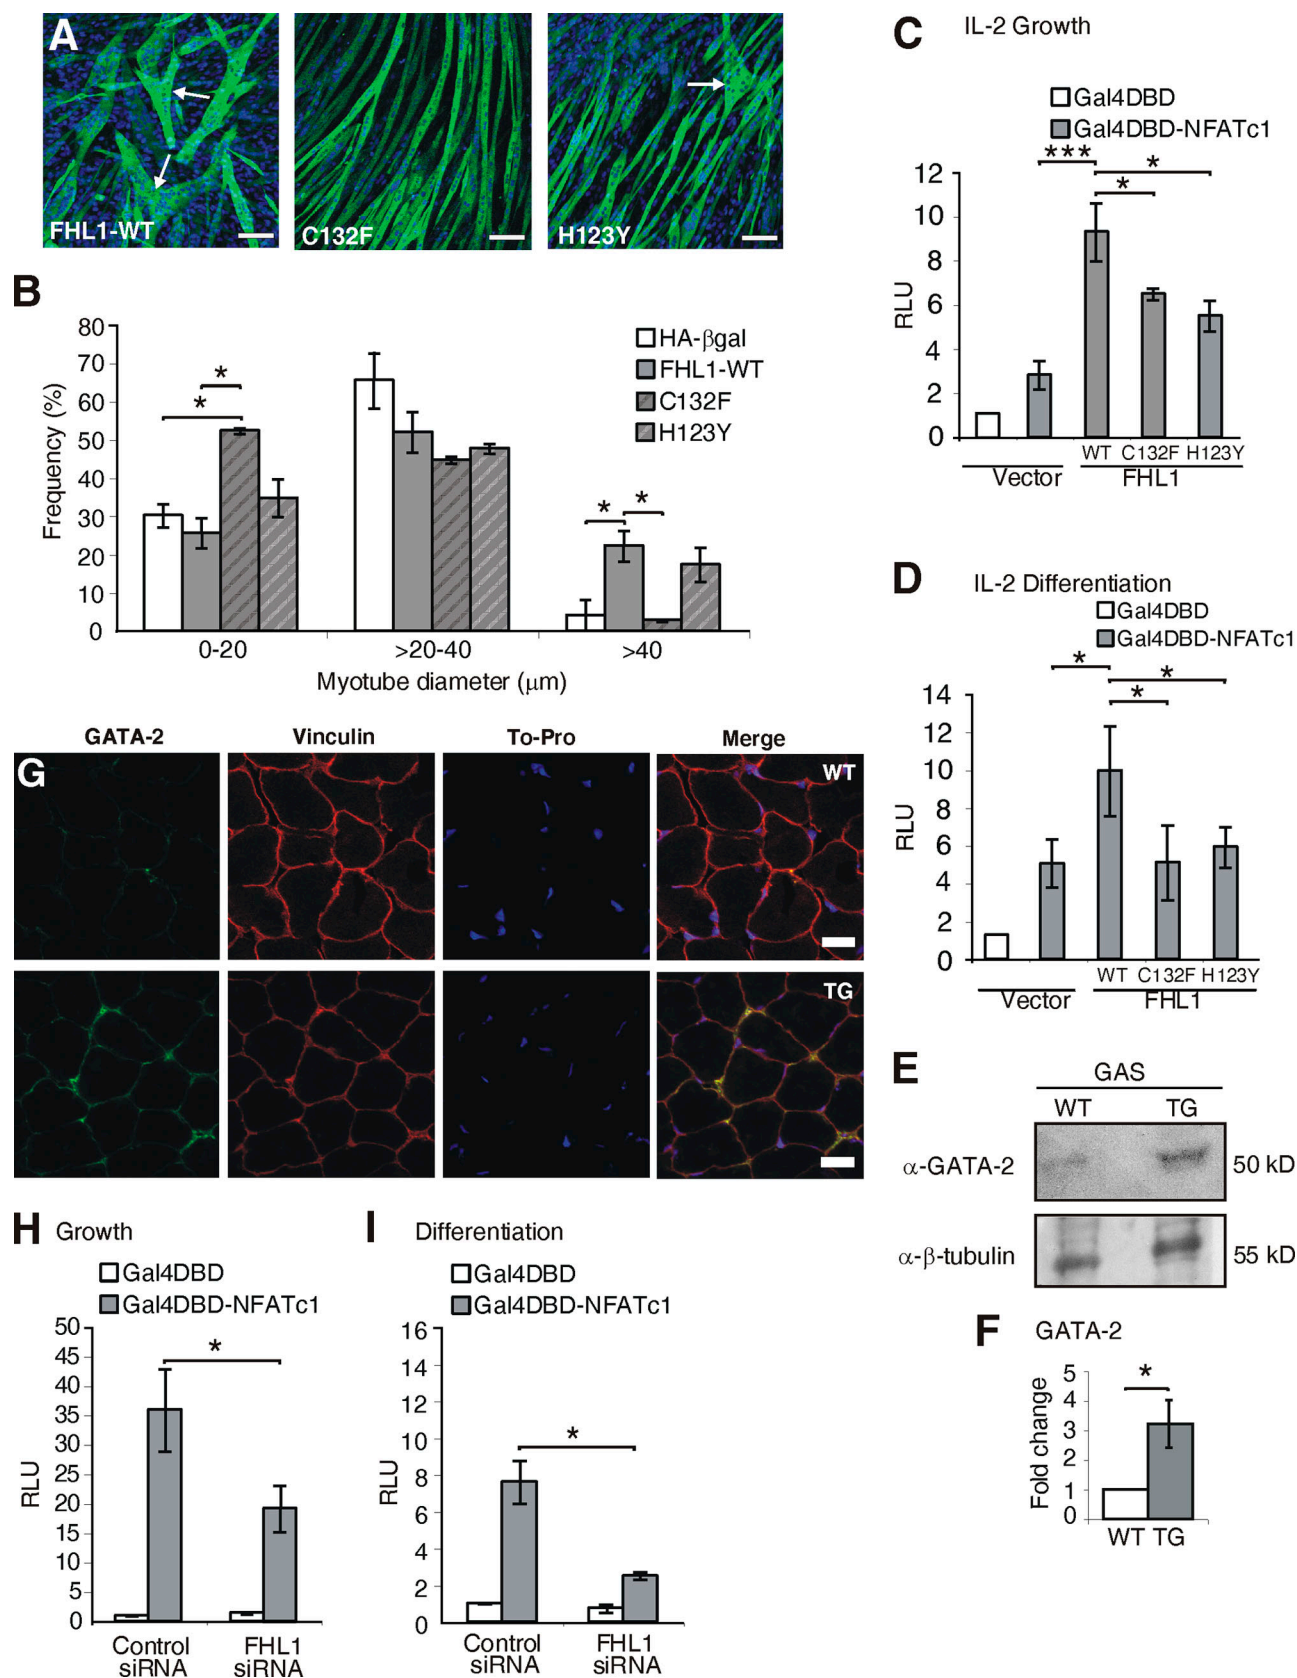 A
FHL1-WT
C132F
H123Y
B
Frequency (%)
80
70
60
50
40
30
20
10
0
* * * *
HA-βgal
FHL1-WT
C132F
H123Y
0-20 >20-40 >40
Myotube diameter (μm)
C IL-2 Growth
Gal4DBD
Gal4DBD-NFATc1
*** * *
RLU
12
10
8
6
4
2
0
WT C132F H123Y
Vector FHL1
D IL-2 Differentiation
Gal4DBD
Gal4DBD-NFATc1
* * *
RLU
14
12
10
8
6
4
2
0
WT C132F H123Y
Vector FHL1
G
GATA-2 Vinculin To-Pro Merge
WT
TG
E
GAS
WT TG
α-GATA-2 50 kD
α-β-tubulin 55 kD
F GATA-2
Fold change
5
4
3
2
1
0
*
WT TG
H Growth
Gal4DBD
Gal4DBD-NFATc1
RLU
50
45
40
35
30
25
20
15
10
5
0
*
Control siRNA
FHL1 siRNA
I Differentiation
Gal4DBD
Gal4DBD-NFATc1
RLU
16
14
12
10
8
6
4
2
0
*
Control siRNA
FHL1 siRNA